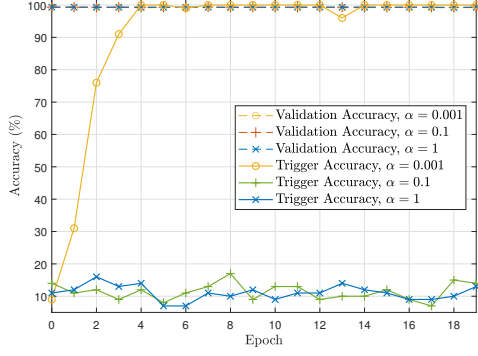 100
90
80
70
60
50
40
30
20
10
Accuracy (%)
Validation Accuracy, α = 0.001
Validation Accuracy, α = 0.1
Validation Accuracy, α = 1
Trigger Accuracy, α = 0.001
Trigger Accuracy, α = 0.1
Trigger Accuracy, α = 1
0 2 4 6 8 10 12 14 16 18
Epoch